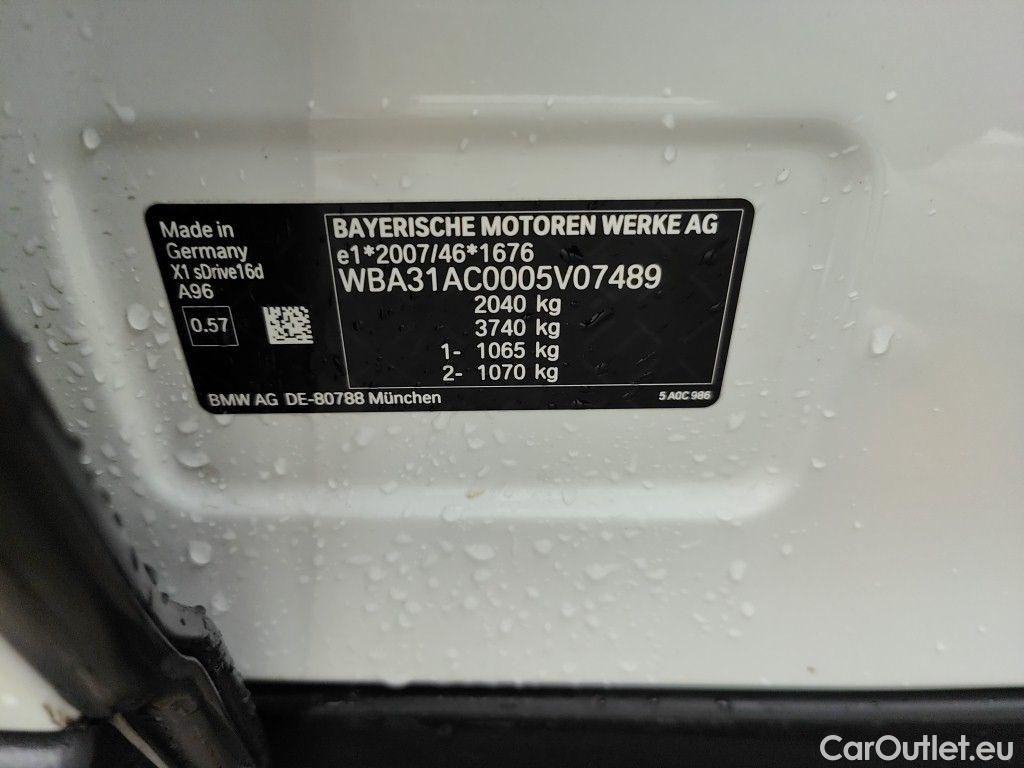 Made in
Germany
X1 sDrive16d
A96
0.57
BAYERISCHE MOTOREN WERKE AG
e1*2007/46*1676
WBA31AC0005V07489
2040 kg
3740 kg
1- 1065 kg
2- 1070 kg
BMW AG DE-80788 München
5 A0C 986
CarOutlet.eu